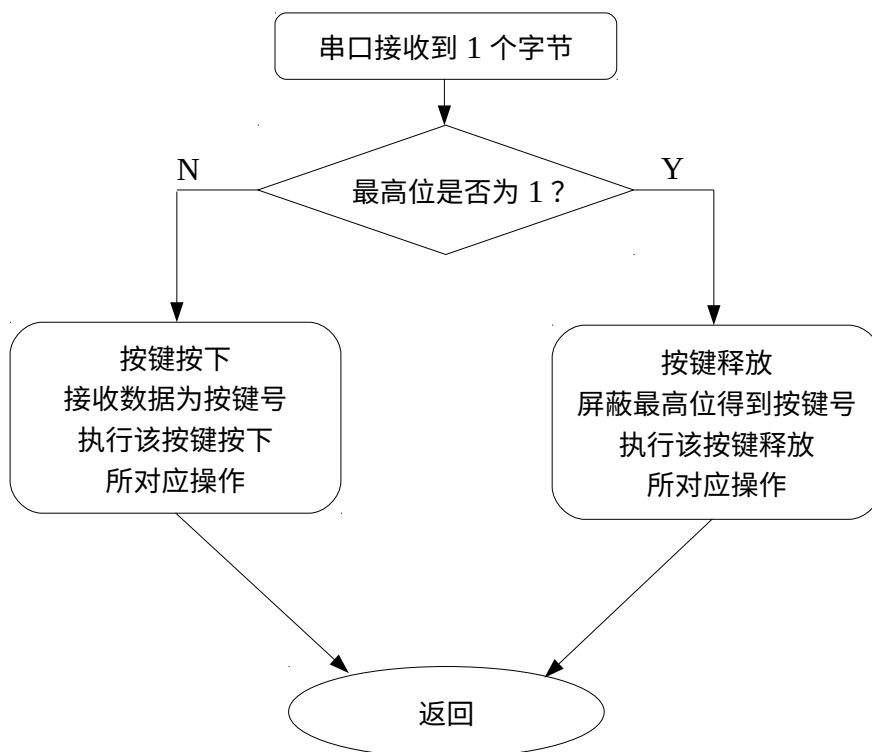 串口接收到 1 个字节
最高位是否为 1？
N
Y
按键按下
接收数据为按键号
执行该按键按下
所对应操作
按键释放
屏蔽最高位得到按键号
执行该按键释放
所对应操作
返回